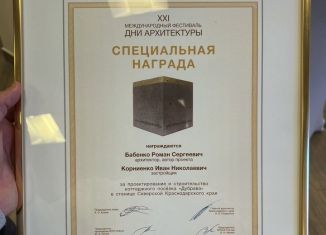 XXI
МЕЖДУНАРОДНЫЙ ФЕСТИВАЛЬ
ДНИ АРХИТЕКТУРЫ
СПЕЦИАЛЬНАЯ
НАГРАДА
награждаются
Бабенко Роман Сергеевич
архитектор, автор проекта
Корниенко Иван Николаевич
застройщик
за проектирование и строительство
коттеджного поселка «Дубрава»
в станице Северской Краснодарского края